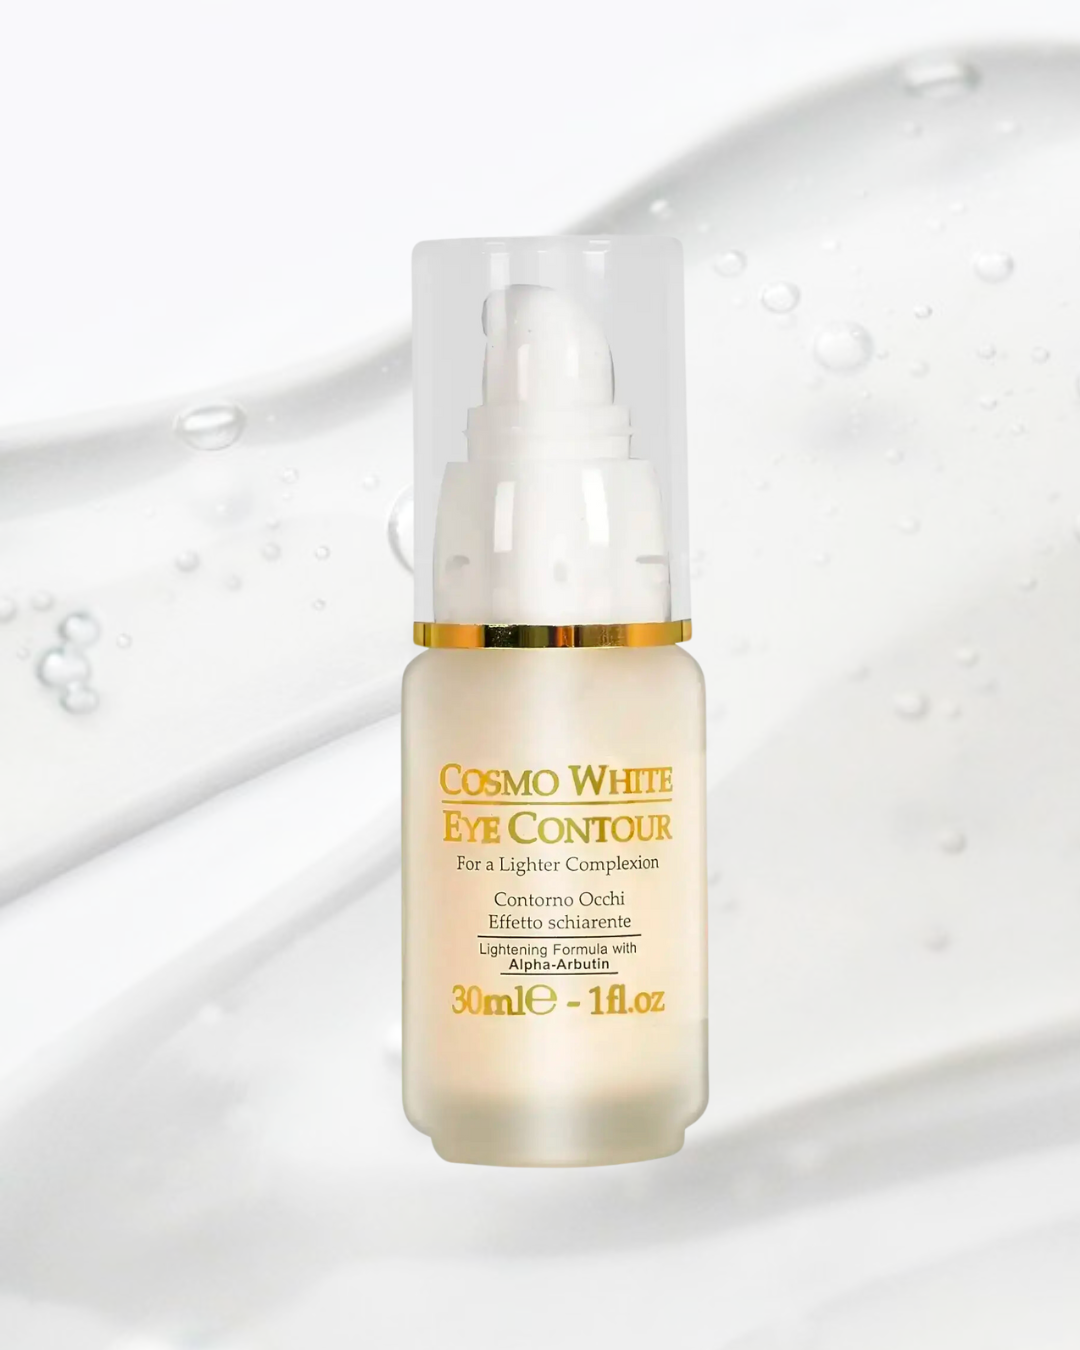 COSMO WHITE
EYE CONTOUR
For a Lighter Complexion
Contorno Occhi
Effetto schiarente
Lightening Formula with
Alpha-Arbutin
30ml℮ - 1fl.oz